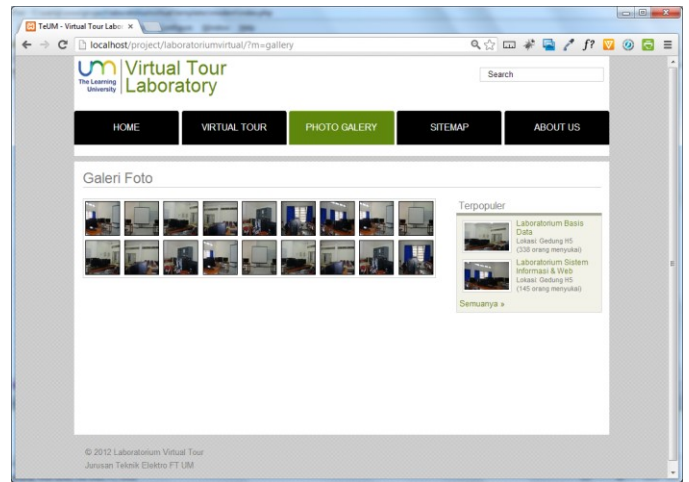 TeUM - Virtual Tour Labor
localhost/project/laboratoriumvirtual/?m=gallery
f?
um
The Learning
University
Virtual Tour
Laboratory
Search
HOME
VIRTUAL TOUR
PHOTO GALERY
SITEMAP
ABOUT US
Galeri Foto
Terpopuler
Laboratorium Basis
Data
Lokasi: Gedung H5
(338 orang menyukai)
Laboratorium Sistem
Informasi & Web
Lokasi: Gedung H5
(145 orang menyukai)
Semuanya »
© 2012 Laboratorium Virtual Tour
Jurusan Teknik Elektro FT UM